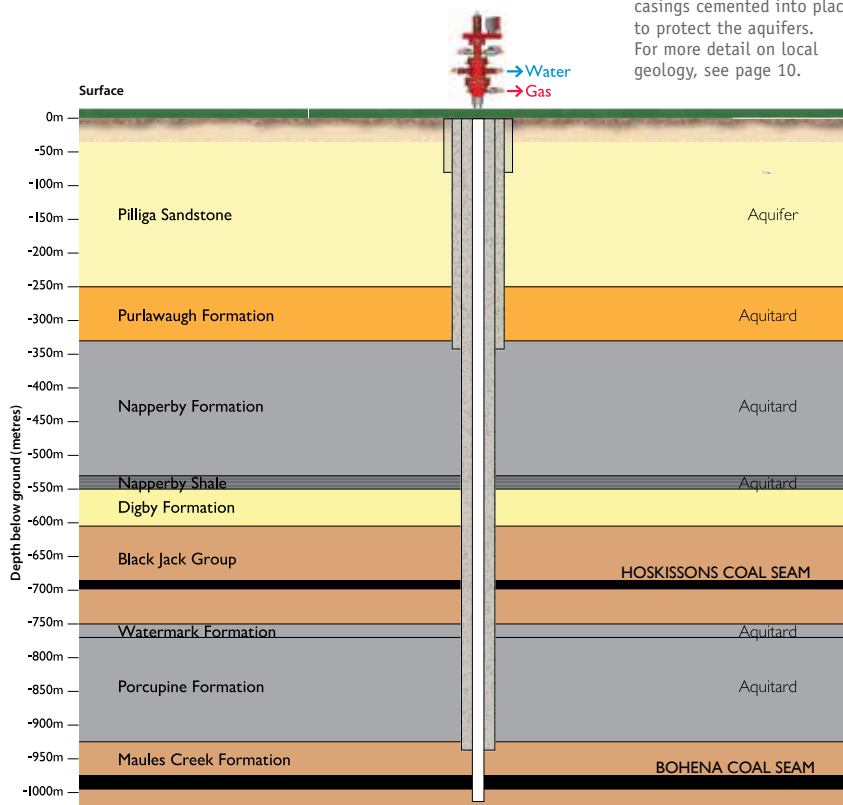 casings cemented into plac
to protect the aquifers.
For more detail on local
geology, see page 10.
Water
Gas
Surface
Depth below ground (metres)
0m
-50m
-100m
-150m
Pilliga Sandstone
Aquifer
-200m
-250m
-300m
Purlawaugh Formation
Aquitard
-350m
-400m
Napperby Formation
Aquitard
-450m
-500m
Napperby Shale
Aquitard
-550m
Digby Formation
-600m
-650m
Black Jack Group
HOSKISSONS COAL SEAM
-700m
-750m
Watermark Formation
Aquitard
-800m
Porcupine Formation
Aquitard
-850m
-900m
-950m
Maules Creek Formation
BOHENA COAL SEAM
-1000m